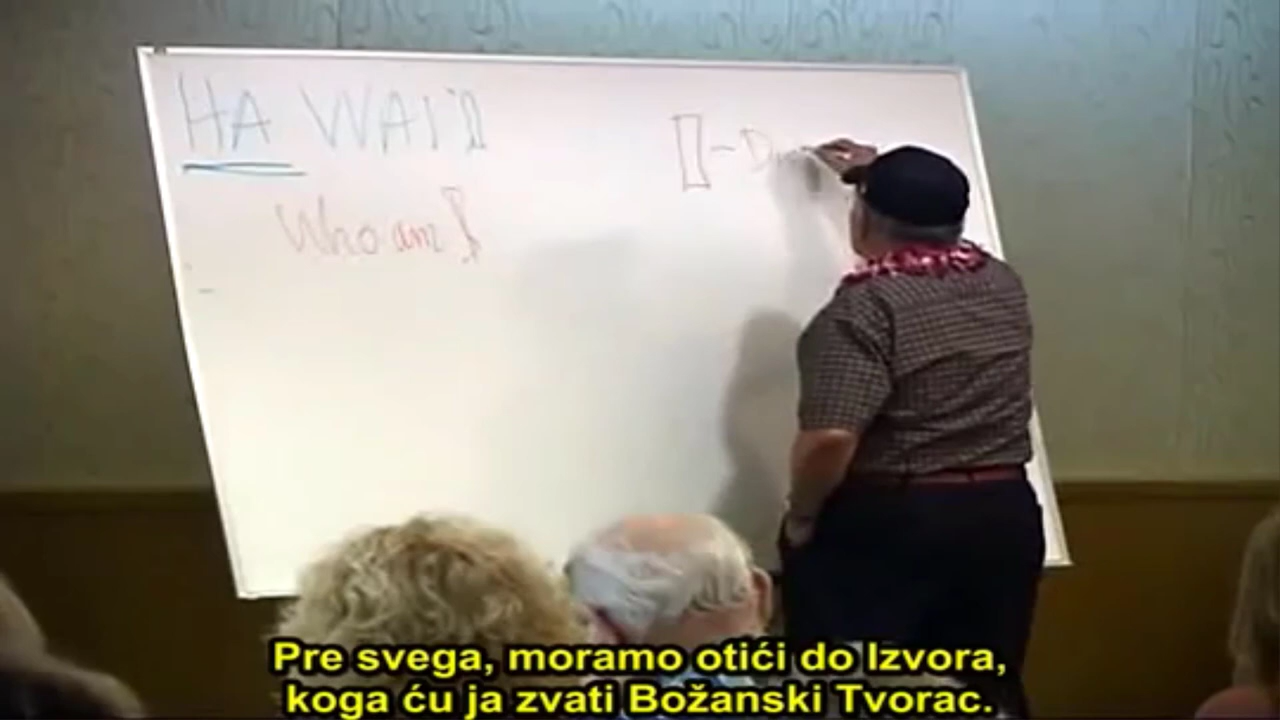 HA WAI'I
Who am I
Pre svega, moramo otići do Izvora,
koga ću ja zvati Božanski Tvorac.